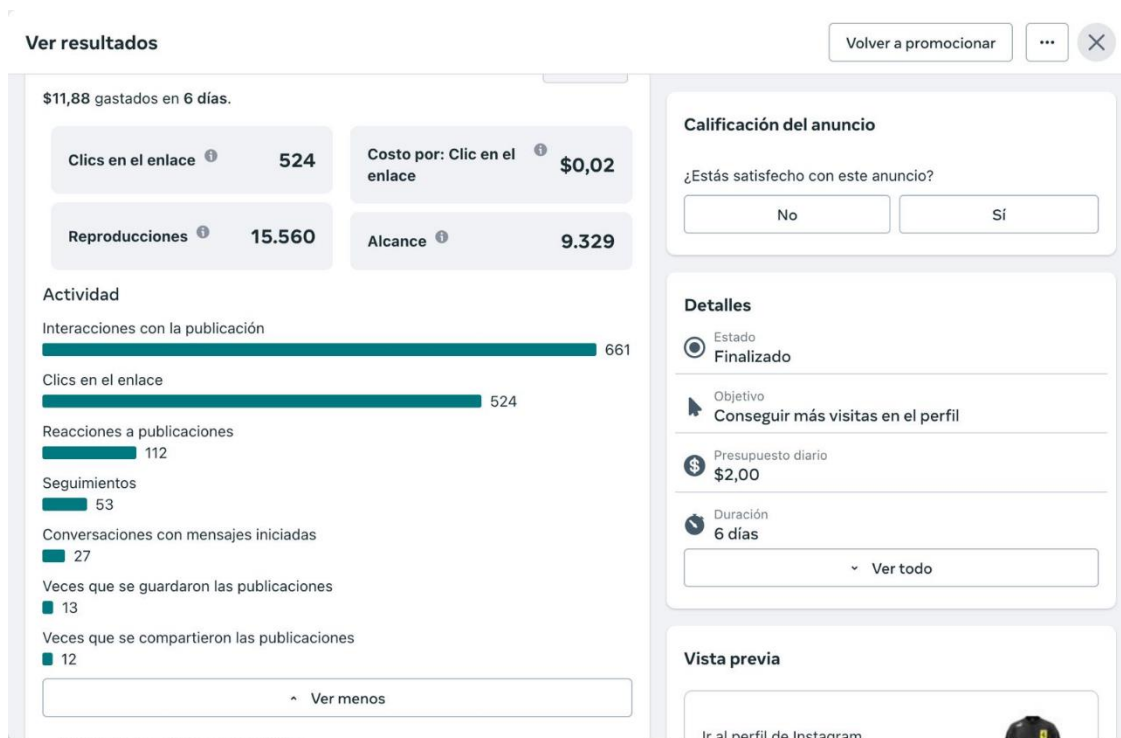 Ver resultados
Volver a promocionar
...
$11,88 gastados en 6 días.
Clics en el enlace 524
Costo por: Clic en el
enlace
$0,02
Reproducciones 15.560
Alcance 9.329
Actividad
Interacciones con la publicación
661
Clics en el enlace
524
Reacciones a publicaciones
112
Seguimientos
53
Conversaciones con mensajes iniciadas
27
Veces que se guardaron las publicaciones
13
Veces que se compartieron las publicaciones
12
Ver menos
Calificación del anuncio
¿Estás satisfecho con este anuncio?
No
Sí
Detalles
Estado
Finalizado
Objetivo
Conseguir más visitas en el perfil
Presupuesto diario
$2,00
Duración
6 días
Ver todo
Vista previa
Ir al perfil de Instagram